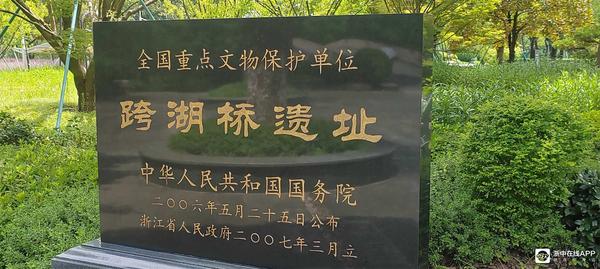 全国重点文物保护单位
跨湖桥遗址
中华人民共和国国务院
二〇〇六年五月二十五日公布
浙江省人民政府二〇〇七年三月立
浙中在线APP